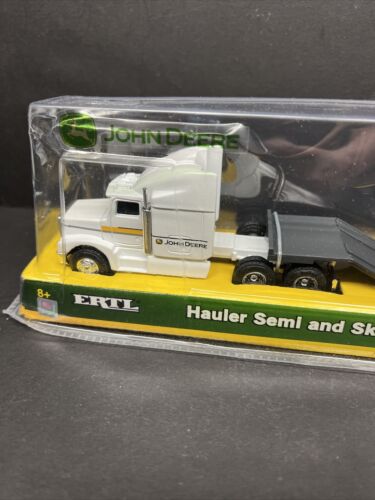 JOHN DEERE
JOHN DEERE
8+
ERTL
Hauler Semi and Sk